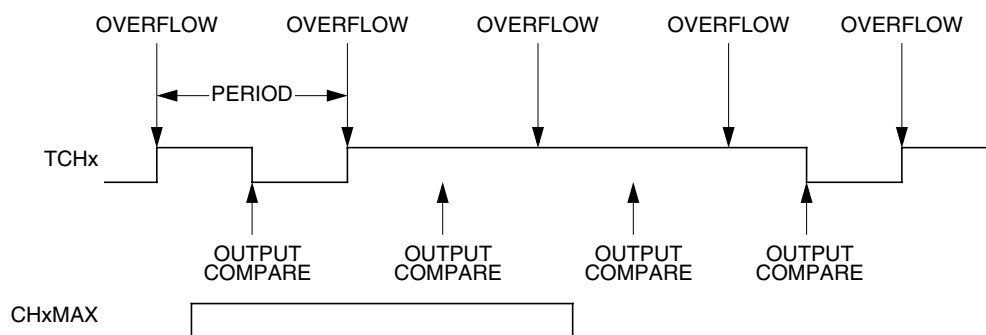 OVERFLOW OVERFLOW OVERFLOW OVERFLOW OVERFLOW
PERIOD
TCHx
OUTPUT COMPARE
OUTPUT COMPARE
OUTPUT COMPARE
OUTPUT COMPARE
CHxMAX